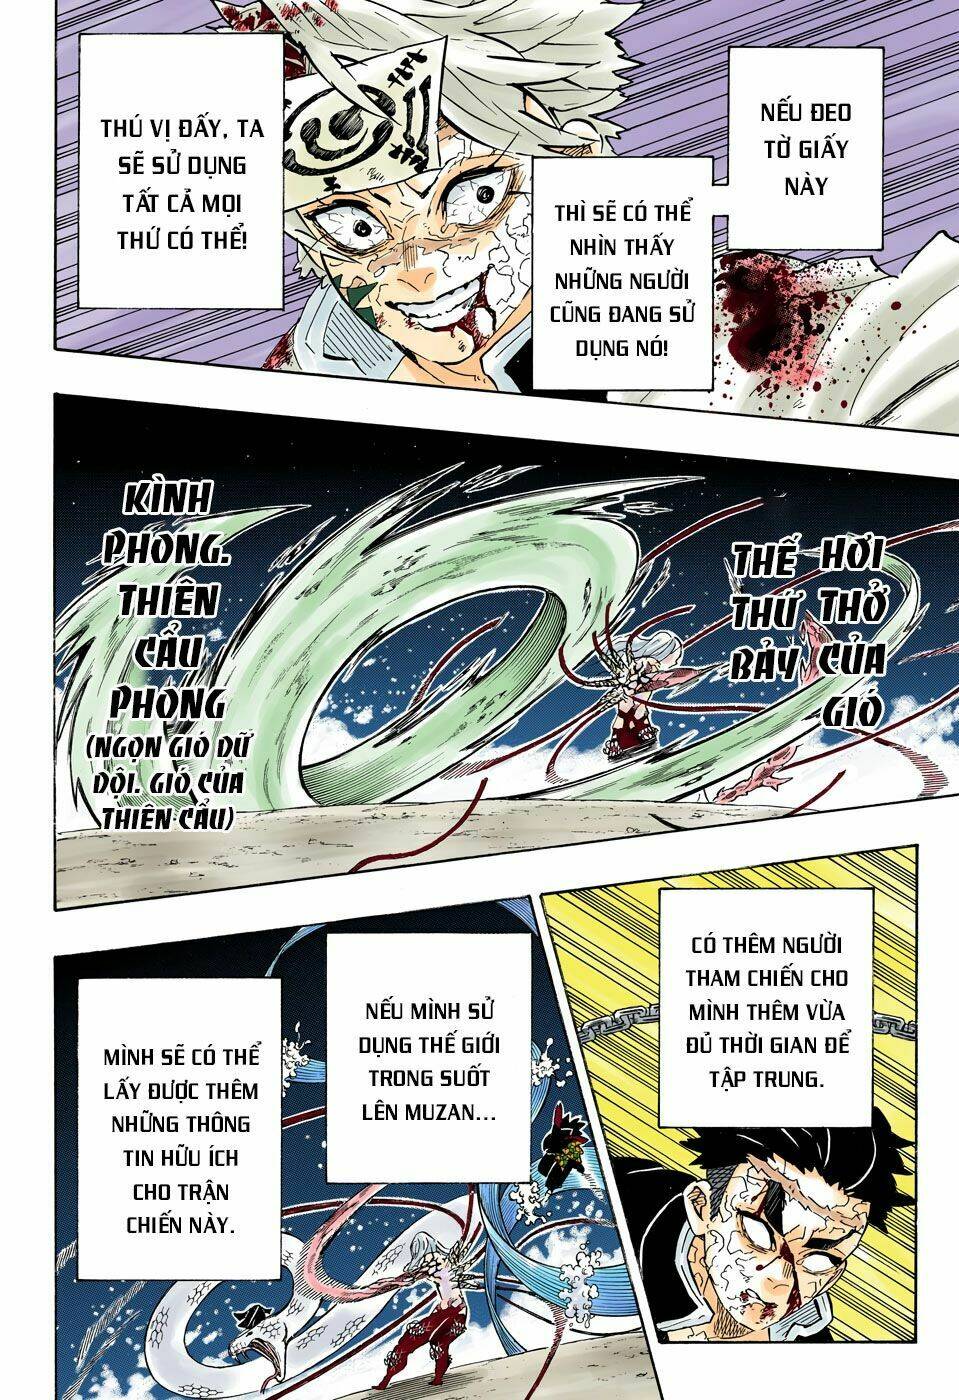 NẾU ĐEO
TỜ GIẤY
NÀY
THÌ SẼ CÓ THỂ
NHÌN THẤY
NHỮNG NGƯỜI
CŨNG ĐANG SỬ
DỤNG NÓ!
THÚ VỊ ĐẤY, TA
SẼ SỬ DỤNG
TẤT CẢ MỌI
THỨ CÓ THỂ!
HƠI
THỞ
CỦA
GIÓ
THẾ
THỨ
BẢY
KÌNH
PHONG.
THIÊN
CẨU
PHONG
(NGỌN GIÓ DỮ
DỘI. GIÓ CỦA
THIÊN CẨU)
CÓ THÊM NGƯỜI
THAM CHIẾN CHO
MÌNH THÊM VỪA
ĐỦ THỜI GIAN ĐỂ
TẬP TRUNG.
NẾU MÌNH SỬ
DỤNG THẾ GIỚI
TRONG SUỐT
LÊN MUZAN...
MÌNH SẼ CÓ THỂ
LẤY ĐƯỢC THÊM
NHỮNG THÔNG
TIN HỮU ÍCH
CHO TRẬN
CHIẾN NÀY.